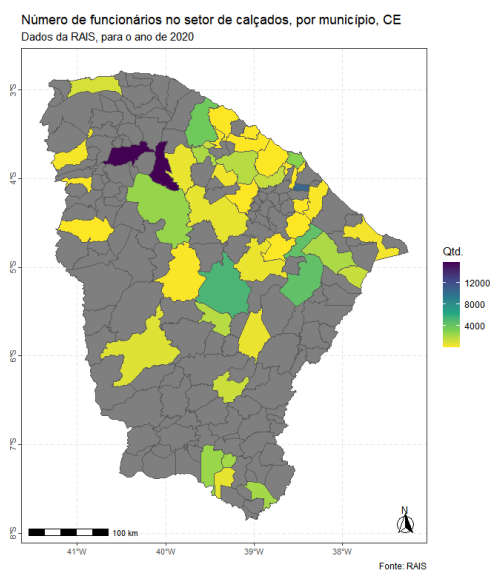 Número de funcionários no setor de calçados, por município, CE
Dados da RAIS, para o ano de 2020
3°S
4°S
5°S
6°S
7°S
8°S
Qtd.
12000
8000
4000
N
100 km
41°W
40°W
39°W
38°W
Fonte: RAIS